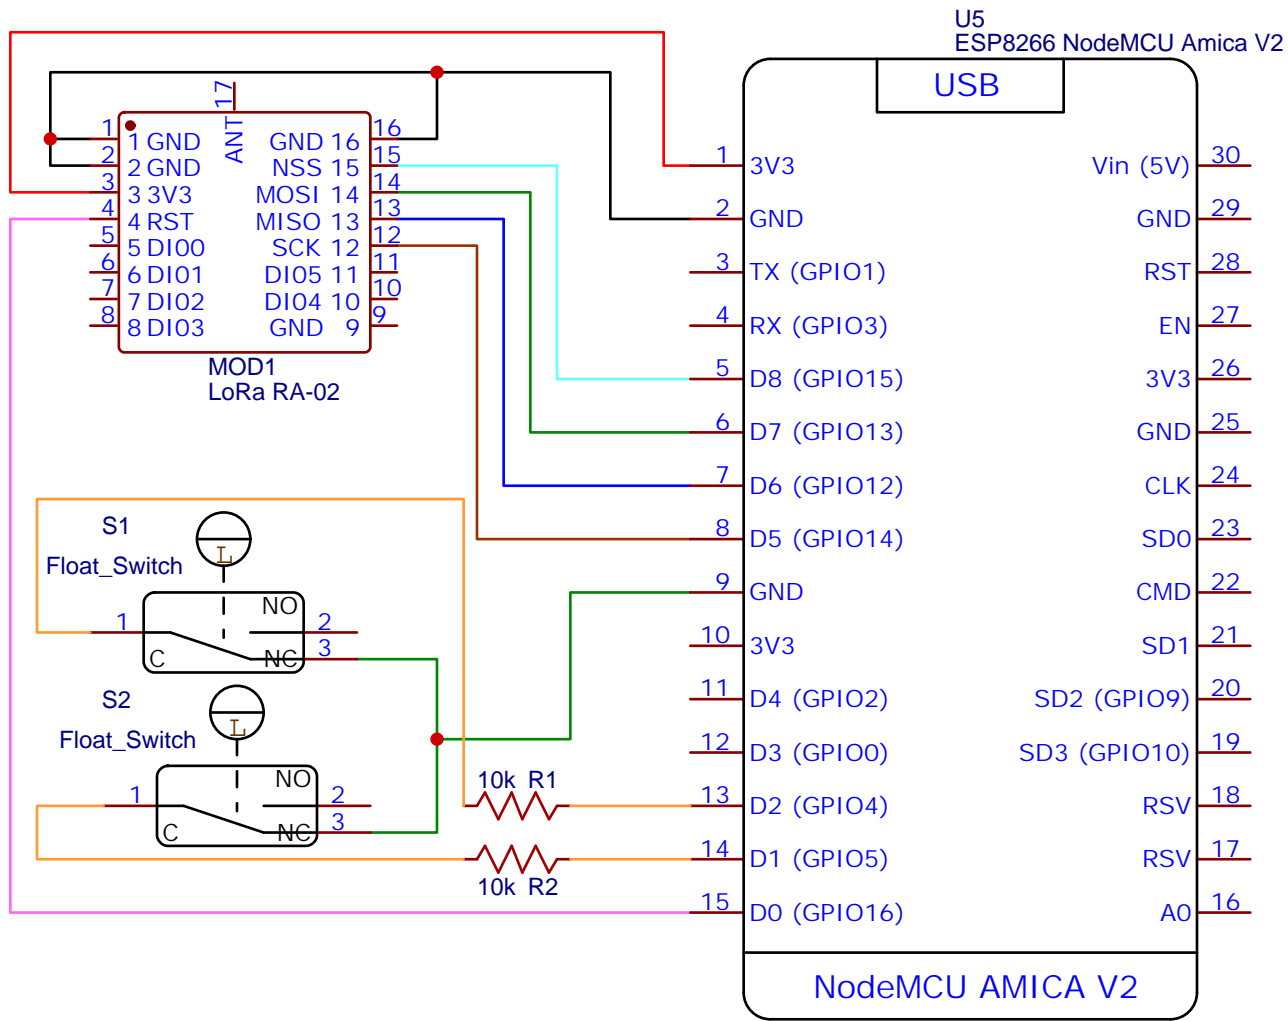 U5
ESP8266 NodeMCU Amica V2
USB
17
ANT
1 1 GND
2 2 GND
3 3 3V3
4 4 RST
5 5 DI00
6 6 DI01
7 7 DI02
8 8 DI03
GND 16 16
NSS 15 15
MOSI 14 14
MISO 13 13
SCK 12 12
DI05 11 11
DI04 10 10
GND 9 9
MOD1
LoRa RA-02
S1
Float_Switch
L
1 C
NO 2
NC 3
S2
Float_Switch
L
1 C
NO 2
NC 3
10k R1
10k R2
1 3V3
2 GND
3 TX (GPIO1)
4 RX (GPIO3)
5 D8 (GPIO15)
6 D7 (GPIO13)
7 D6 (GPIO12)
8 D5 (GPIO14)
9 GND
10 3V3
11 D4 (GPIO2)
12 D3 (GPIO0)
13 D2 (GPIO4)
14 D1 (GPIO5)
15 D0 (GPIO16)
Vin (5V) 30
GND 29
RST 28
EN 27
3V3 26
GND 25
CLK 24
SD0 23
CMD 22
SD1 21
SD2 (GPIO9) 20
SD3 (GPIO10) 19
RSV 18
RSV 17
A0 16
NodeMCU AMICA V2